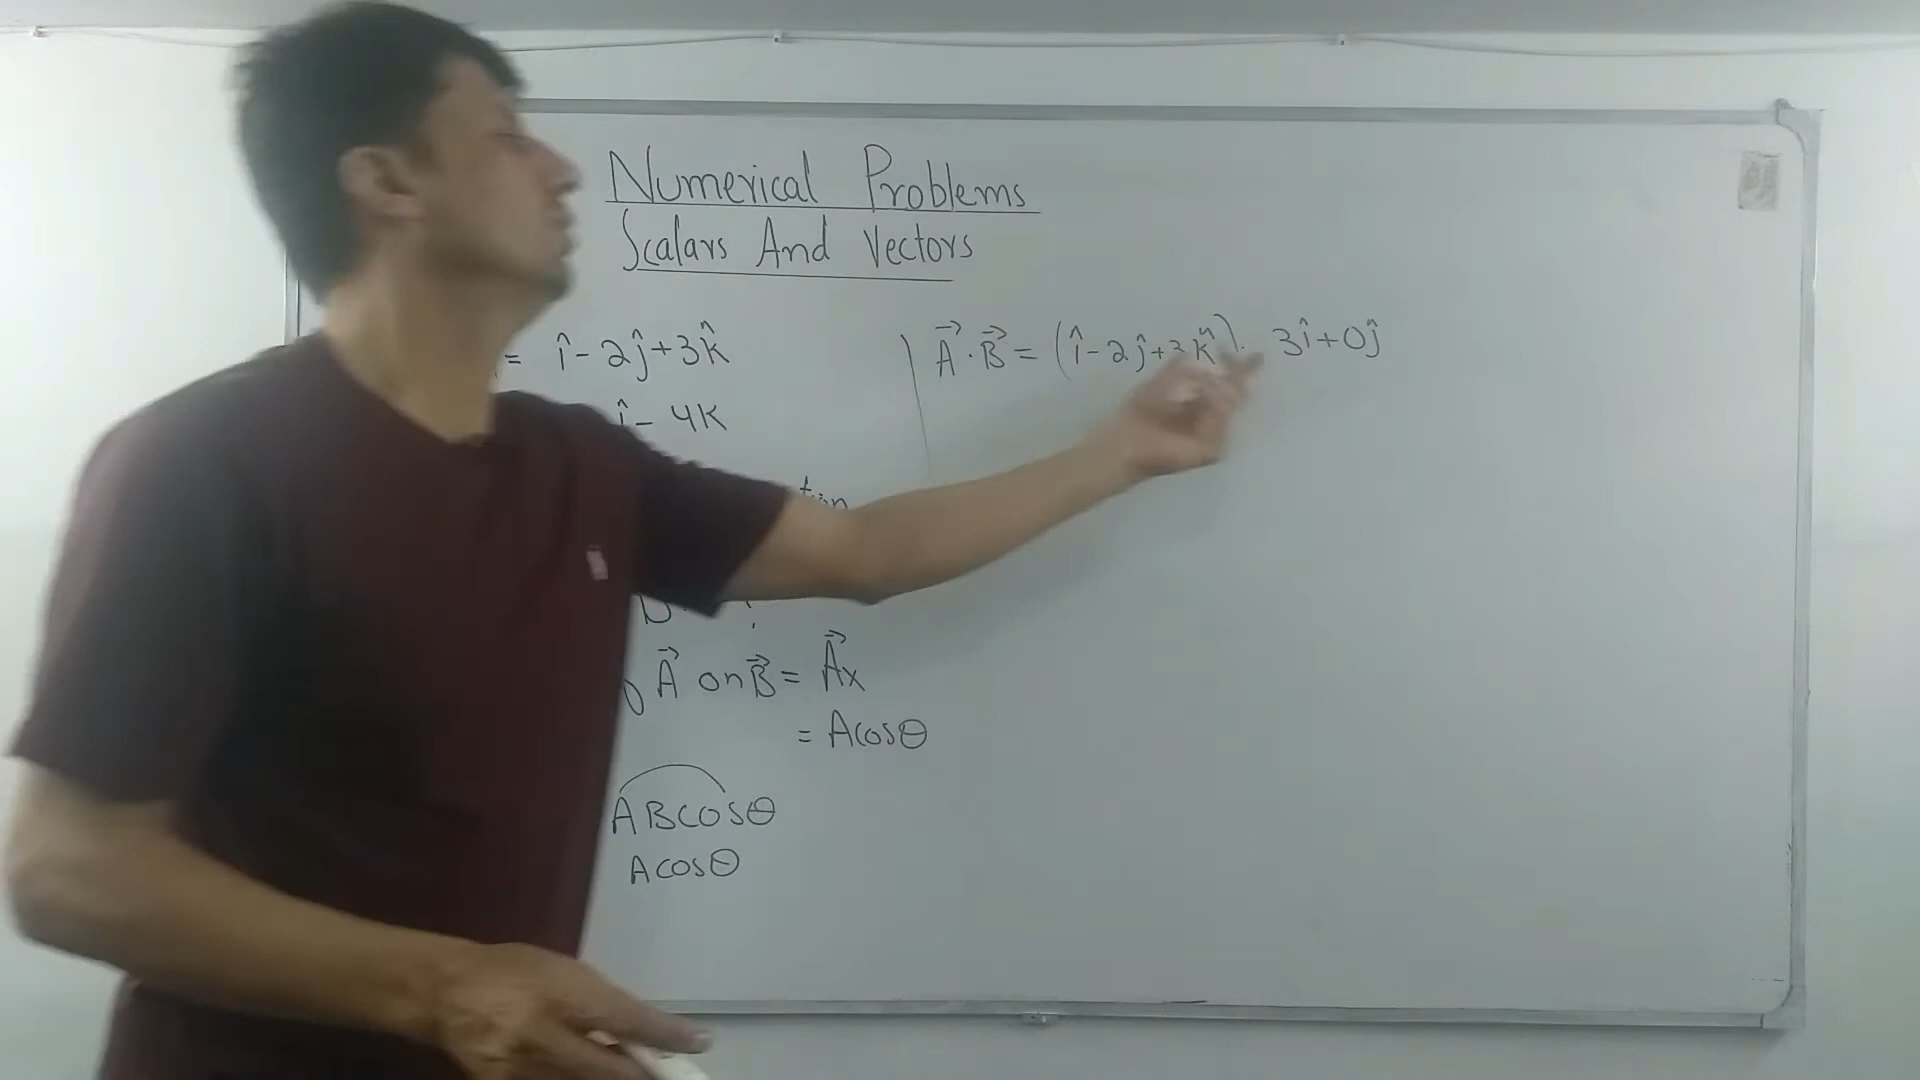 Numerical Problems
Scalars And Vectors
= î - 2ĵ + 3k̂
î - 4K
A⃗ · B⃗ = (î - 2ĵ + 3k̂) · 3î + 0ĵ
A⃗ on B⃗ = A⃗x
= Acosθ
ABcosθ
Acosθ